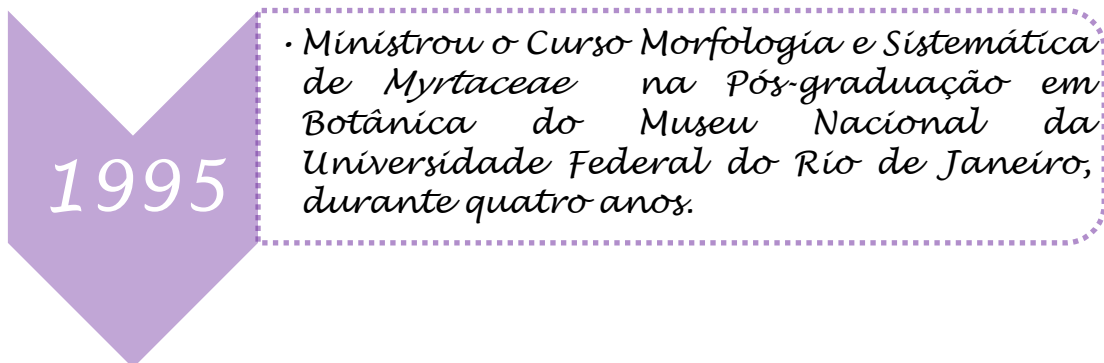 1995
• Ministrou o Curso Morfologia e Sistemática
de Myrtaceae na Pós-graduação em
Botânica do Museu Nacional da
Universidade Federal do Rio de Janeiro,
durante quatro anos.